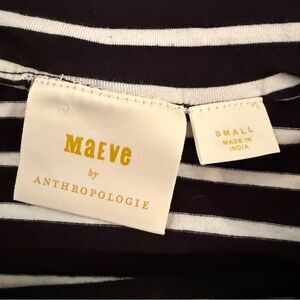 MaEve
by
ANTHROPOLOGIE
SMALL
MADE IN
INDIA